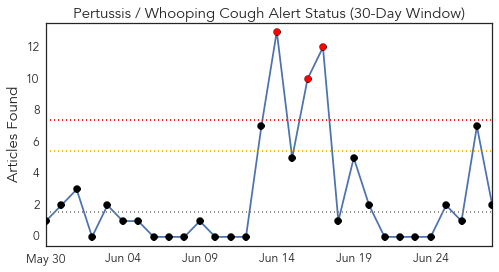 Pertussis / Whooping Cough Alert Status (30-Day Window)
Articles Found
12
10
8
6
4
2
0
May 30 Jun 04 Jun 09 Jun 14 Jun 19 Jun 24